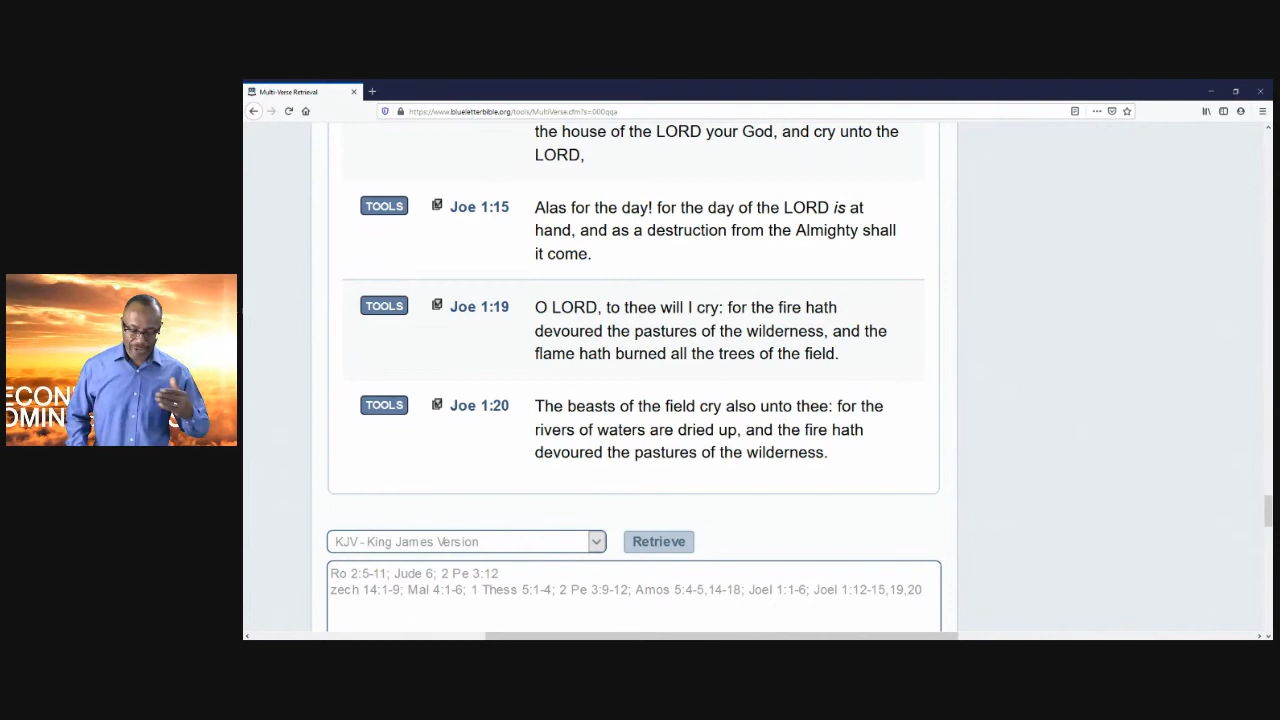 Multi-Verse Retrieval
https://www.blueletterbible.org/tools/MultiVerse.cfm?s=000qqa
the house of the LORD your God, and cry unto the
LORD,
TOOLS Joe 1:15 Alas for the day! for the day of the LORD is at
hand, and as a destruction from the Almighty shall
it come.
TOOLS Joe 1:19 O LORD, to thee will I cry: for the fire hath
devoured the pastures of the wilderness, and the
flame hath burned all the trees of the field.
TOOLS Joe 1:20 The beasts of the field cry also unto thee: for the
rivers of waters are dried up, and the fire hath
devoured the pastures of the wilderness.
KJV - King James Version Retrieve
Ro 2:5-11; Jude 6; 2 Pe 3:12
zech 14:1-9; Mal 4:1-6; 1 Thess 5:1-4; 2 Pe 3:9-12; Amos 5:4-5,14-18; Joel 1:1-6; Joel 1:12-15,19,20
ECON
OMIN